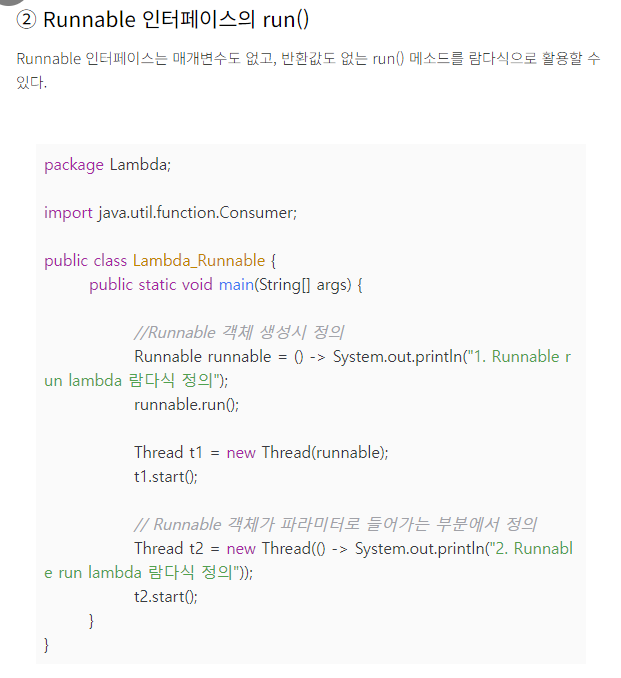 ② Runnable 인터페이스의 run()
Runnable 인터페이스는 매개변수도 없고, 반환값도 없는 run() 메소드를 람다식으로 활용할 수
있다.
package Lambda;
import java.util.function.Consumer;
public class Lambda_Runnable {
public static void main(String[] args) {
//Runnable 객체 생성시 정의
Runnable runnable = () -> System.out.println("1. Runnable r
un lambda 람다식 정의");
runnable.run();
Thread t1 = new Thread(runnable);
t1.start();
// Runnable 객체가 파라미터로 들어가는 부분에서 정의
Thread t2 = new Thread(() -> System.out.println("2. Runnabl
e run lambda 람다식 정의"));
t2.start();
}
}